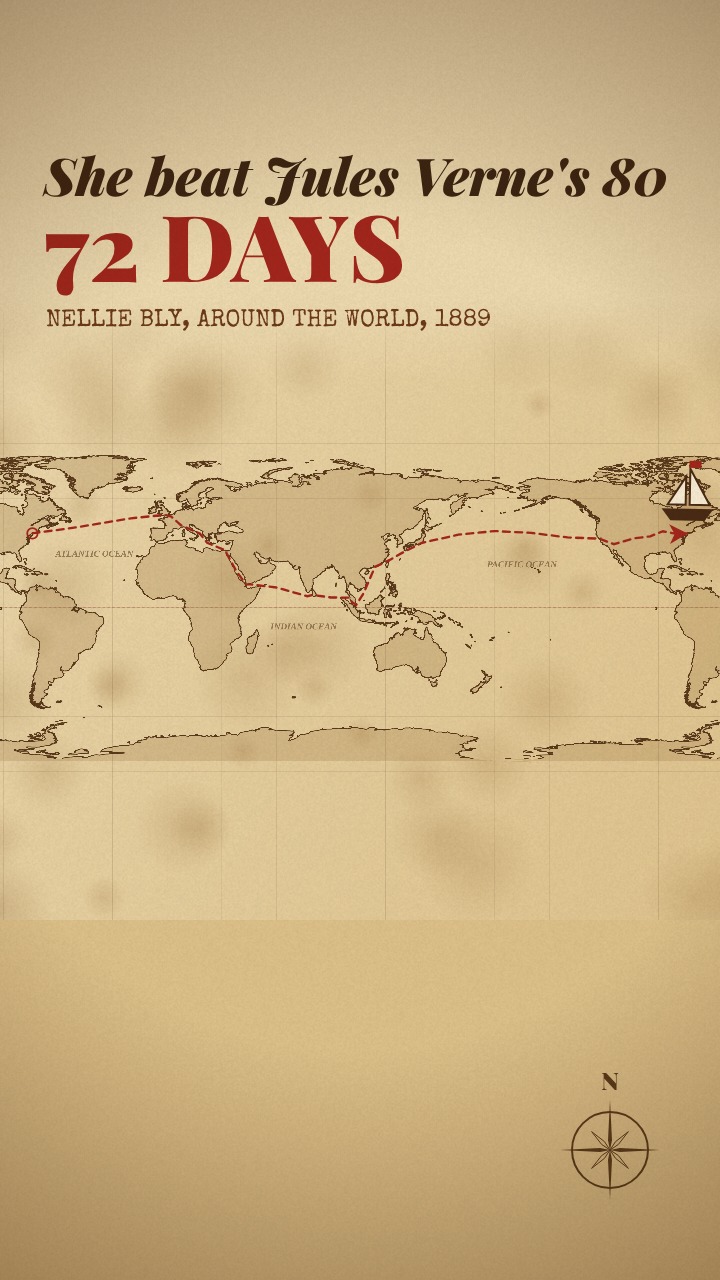 She beat Jules Verne's 80
72 DAYS
NELLIE BLY, AROUND THE WORLD, 1889
ATLANTIC OCEAN
PACIFIC OCEAN
INDIAN OCEAN
N